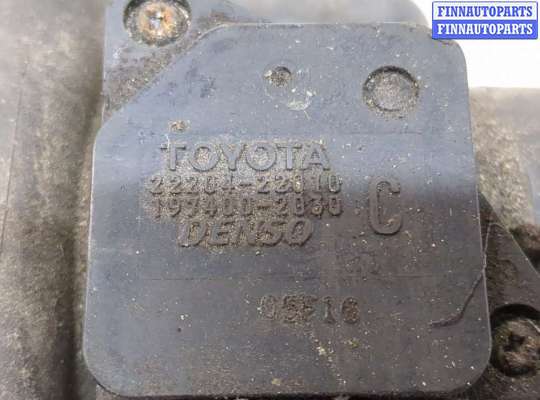 FINNAUTOPARTS
FINNAUTOPARTS
TOYOTA
22204-22010
197400-2030
C
DENSO
05F16